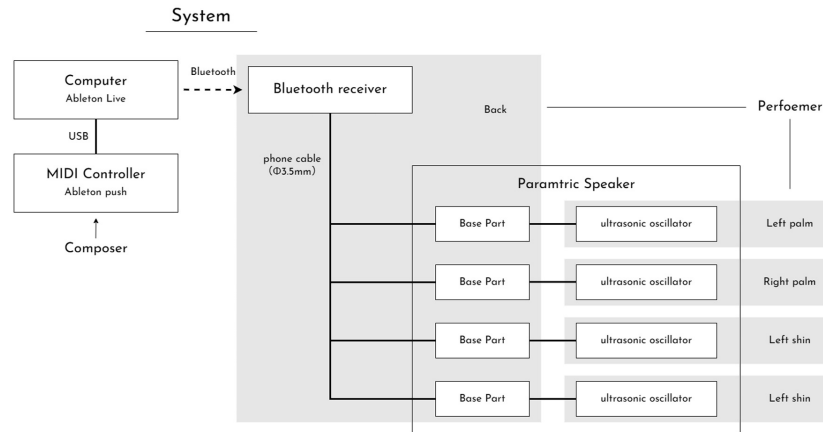 System
Computer
Ableton Live
Bluetooth
Bluetooth receiver
Back
Perfoemer
USB
MIDI Controller
Ableton push
phone cable
(Φ3.5mm)
Composer
Paramtric Speaker
Base Part
ultrasonic oscillator
Left palm
Base Part
ultrasonic oscillator
Right palm
Base Part
ultrasonic oscillator
Left shin
Base Part
ultrasonic oscillator
Left shin